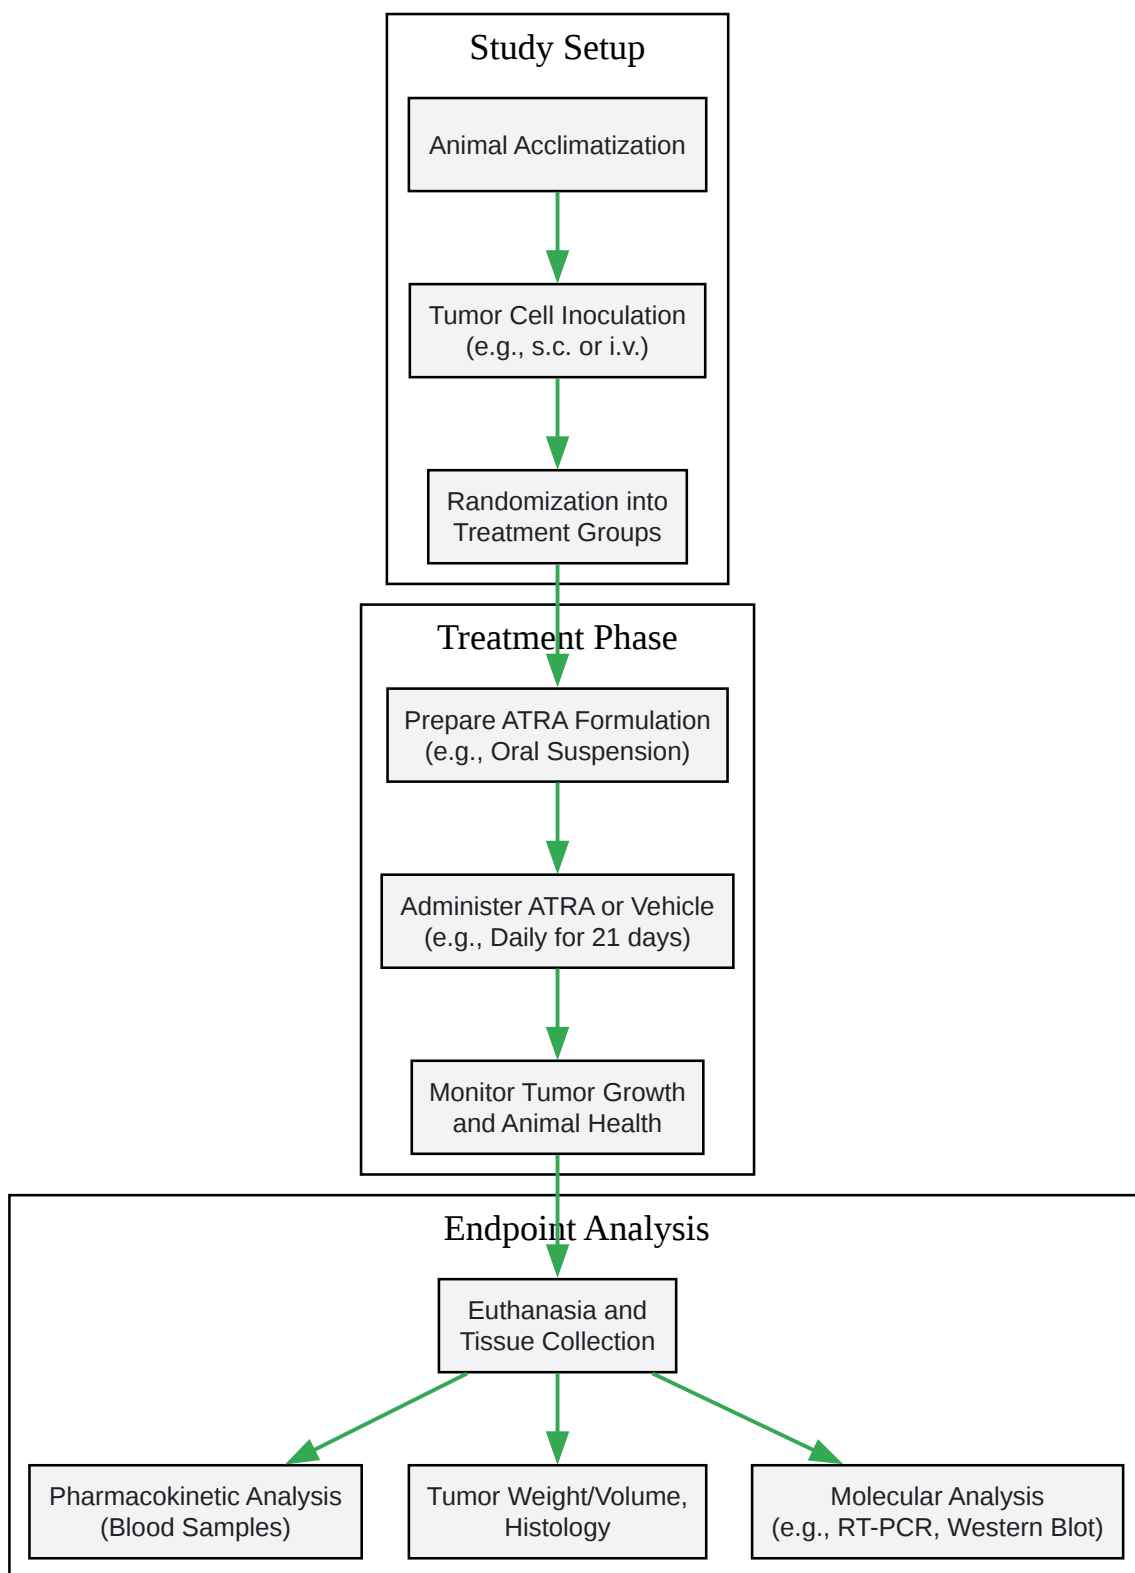 Study Setup
Animal Acclimatization
Tumor Cell Inoculation
(e.g., s.c. or i.v.)
Randomization into
Treatment Groups
Treatment Phase
Prepare ATRA Formulation
(e.g., Oral Suspension)
Administer ATRA or Vehicle
(e.g., Daily for 21 days)
Monitor Tumor Growth
and Animal Health
Endpoint Analysis
Euthanasia and
Tissue Collection
Pharmacokinetic Analysis
(Blood Samples)
Tumor Weight/Volume,
Histology
Molecular Analysis
(e.g., RT-PCR, Western Blot)